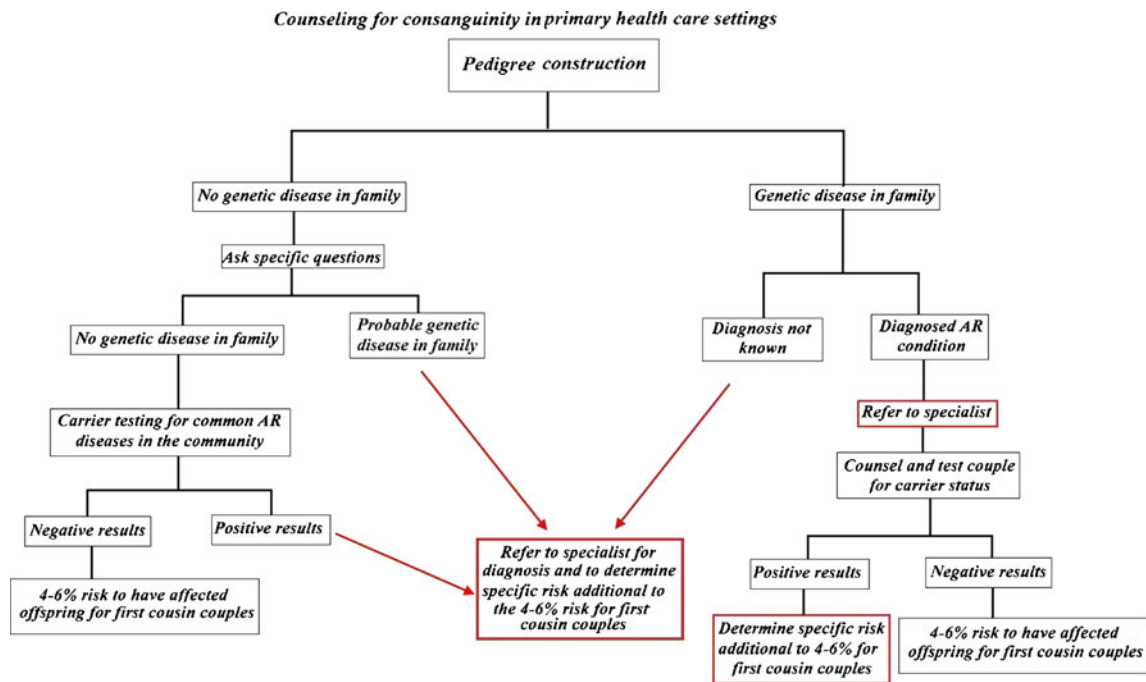 Counseling for consanguinity in primary health care settings
Pedigree construction
No genetic disease in family
Genetic disease in family
Ask specific questions
No genetic disease in family
Probable genetic
disease in family
Diagnosis not
known
Diagnosed AR
condition
Carrier testing for common AR
diseases in the community
Refer to specialist
Counsel and test couple
for carrier status
Negative results
Positive results
Refer to specialist for
diagnosis and to determine
specific risk additional to
the 4-6% risk for first
cousin couples
Positive results
Negative results
4-6% risk to have affected
offspring for first cousin couples
Determine specific risk
additional to 4-6% for
first cousin couples
4-6% risk to have affected
offspring for first cousin couples